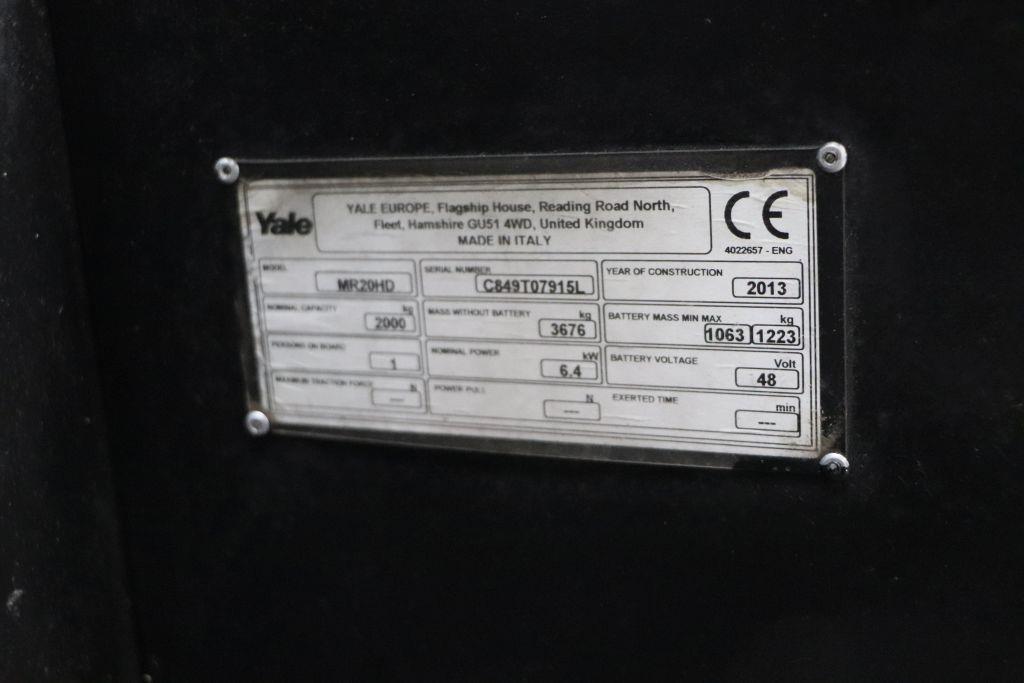 Yale
YALE EUROPE, Flagship House, Reading Road North,
Fleet, Hamshire GU51 4WD, United Kingdom
MADE IN ITALY
CE
4022657 - ENG
MODEL
MR20HD
SERIAL NUMBER
C849T07915L
YEAR OF CONSTRUCTION
2013
NOMINAL CAPACITY kg
2000
MASS WITHOUT BATTERY kg
3676
BATTERY MASS MIN MAX kg
1063 1223
PERSONS ON BOARD
1
NOMINAL POWER kW
6.4
BATTERY VOLTAGE Volt
48
MAXIMUM TRACTION FORCE N
---
POWER PULL N
---
EXERTED TIME min
---